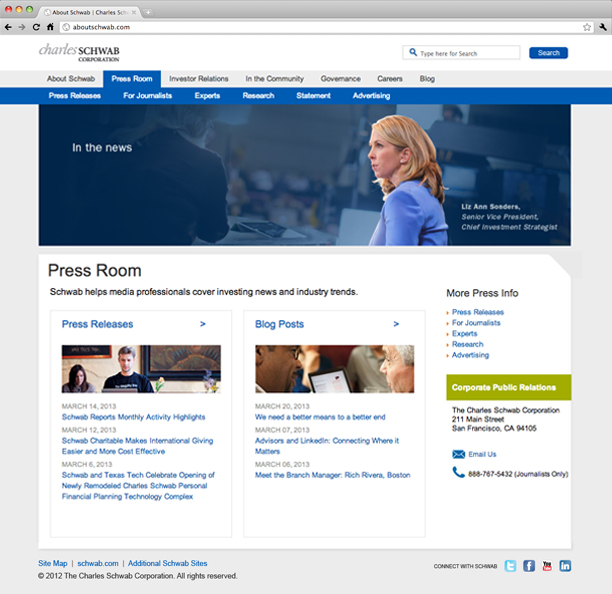 About Schwab | Charles Sch
aboutschwab.com
charles SCHWAB
CORPORATION
Type here for Search
Search
About Schwab
Press Room
Investor Relations
In the Community
Governance
Careers
Blog
Press Releases
For Journalists
Experts
Research
Statement
Advertising
In the news
Liz Ann Sonders,
Senior Vice President,
Chief Investment Strategist
Press Room
Schwab helps media professionals cover investing news and industry trends.
Press Releases >
MARCH 14, 2013
Schwab Reports Monthly Activity Highlights
MARCH 12, 2013
Schwab Charitable Makes International Giving
Easier and More Cost Effective
MARCH 6, 2013
Schwab and Texas Tech Celebrate Opening of
Newly Remodeled Charles Schwab Personal
Financial Planning Technology Complex
Blog Posts >
MARCH 20, 2013
We need a better means to a better end
MARCH 07, 2013
Advisors and LinkedIn: Connecting Where it
Matters
MARCH 06, 2013
Meet the Branch Manager: Rich Rivera, Boston
More Press Info
Press Releases
For Journalists
Experts
Research
Advertising
Corporate Public Relations
The Charles Schwab Corporation
211 Main Street
San Francisco, CA 94105
Email Us
888-767-5432 (Journalists Only)
Site Map | schwab.com | Additional Schwab Sites
© 2012 The Charles Schwab Corporation. All rights reserved.
CONNECT WITH SCHWAB